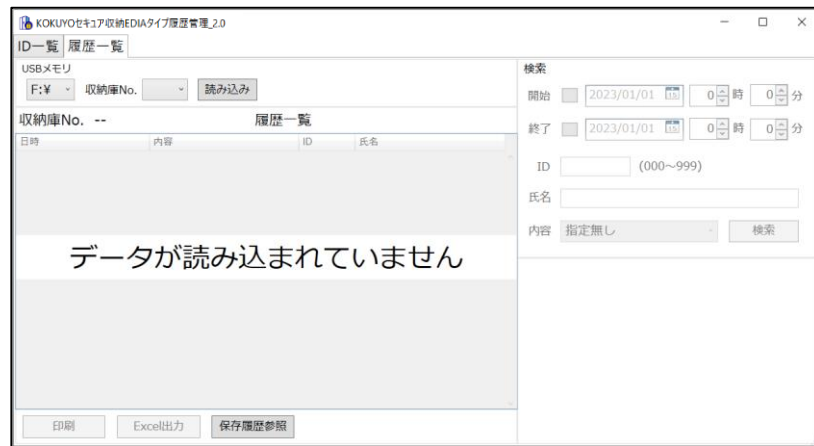 KOKUYOセキュア収納EDIAタイプ履歴管理_2.0
ID一覧 履歴一覧
USBメモリ
F:¥ 収納庫No. 読み込み
収納庫No. -- 履歴一覧
日時 内容 ID 氏名
データが読み込まれていません
印刷 Excel出力 保存履歴参照
検索
開始 2023/01/01 15 0 時 0 分
終了 2023/01/01 15 0 時 0 分
ID (000～999)
氏名
内容 指定無し 検索